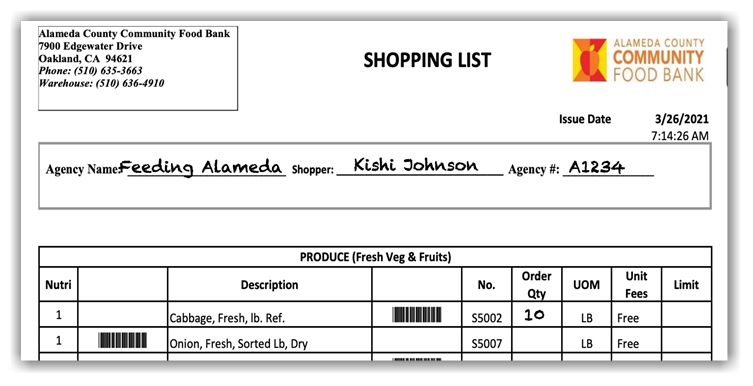 Alameda County Community Food Bank
7900 Edgewater Drive
Oakland, CA 94621
Phone: (510) 635-3663
Warehouse: (510) 636-4910
SHOPPING LIST
ALAMEDA COUNTY
COMMUNITY
FOOD BANK
Issue Date 3/26/2021
7:14:26 AM
Agency Name: Feeding Alameda Shopper: Kishi Johnson Agency #: A1234
PRODUCE (Fresh Veg & Fruits)
Nutri Description No. Order Qty UOM Unit Fees Limit
1 Cabbage, Fresh, lb. Ref. S5002 10 LB Free
1 Onion, Fresh, Sorted Lb, Dry S5007 LB Free